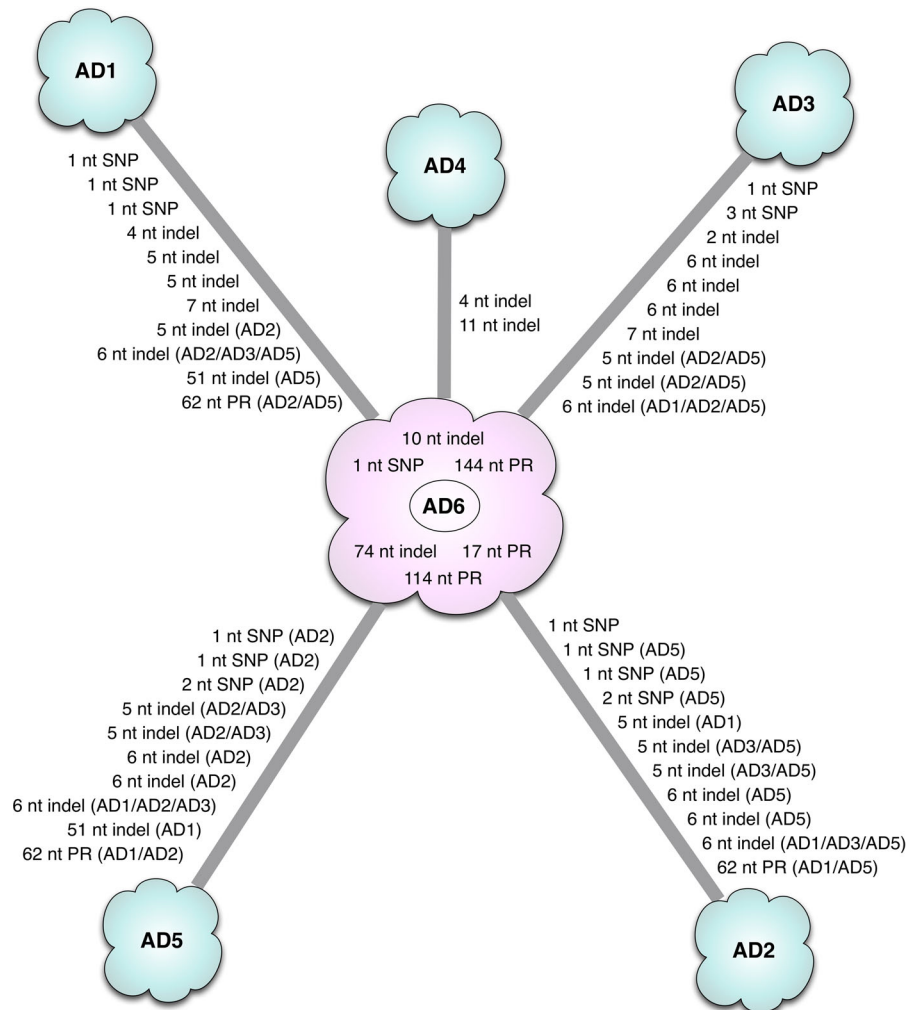 AD1
AD4
AD3
1 nt SNP
1 nt SNP
1 nt SNP
4 nt indel
5 nt indel
5 nt indel
7 nt indel
5 nt indel (AD2)
6 nt indel (AD2/AD3/AD5)
51 nt indel (AD5)
62 nt PR (AD2/AD5)
4 nt indel
11 nt indel
1 nt SNP
3 nt SNP
2 nt indel
6 nt indel
6 nt indel
6 nt indel
7 nt indel
5 nt indel (AD2/AD5)
5 nt indel (AD2/AD5)
6 nt indel (AD1/AD2/AD5)
10 nt indel
1 nt SNP 144 nt PR
AD6
74 nt indel 17 nt PR
114 nt PR
1 nt SNP (AD2)
1 nt SNP (AD2)
2 nt SNP (AD2)
5 nt indel (AD2/AD3)
5 nt indel (AD2/AD3)
6 nt indel (AD2)
6 nt indel (AD2)
6 nt indel (AD1/AD2/AD3)
51 nt indel (AD1)
62 nt PR (AD1/AD2)
1 nt SNP
1 nt SNP (AD5)
1 nt SNP (AD5)
2 nt SNP (AD5)
5 nt indel (AD1)
5 nt indel (AD3/AD5)
5 nt indel (AD3/AD5)
6 nt indel (AD5)
6 nt indel (AD5)
6 nt indel (AD1/AD3/AD5)
62 nt PR (AD1/AD5)
AD5
AD2